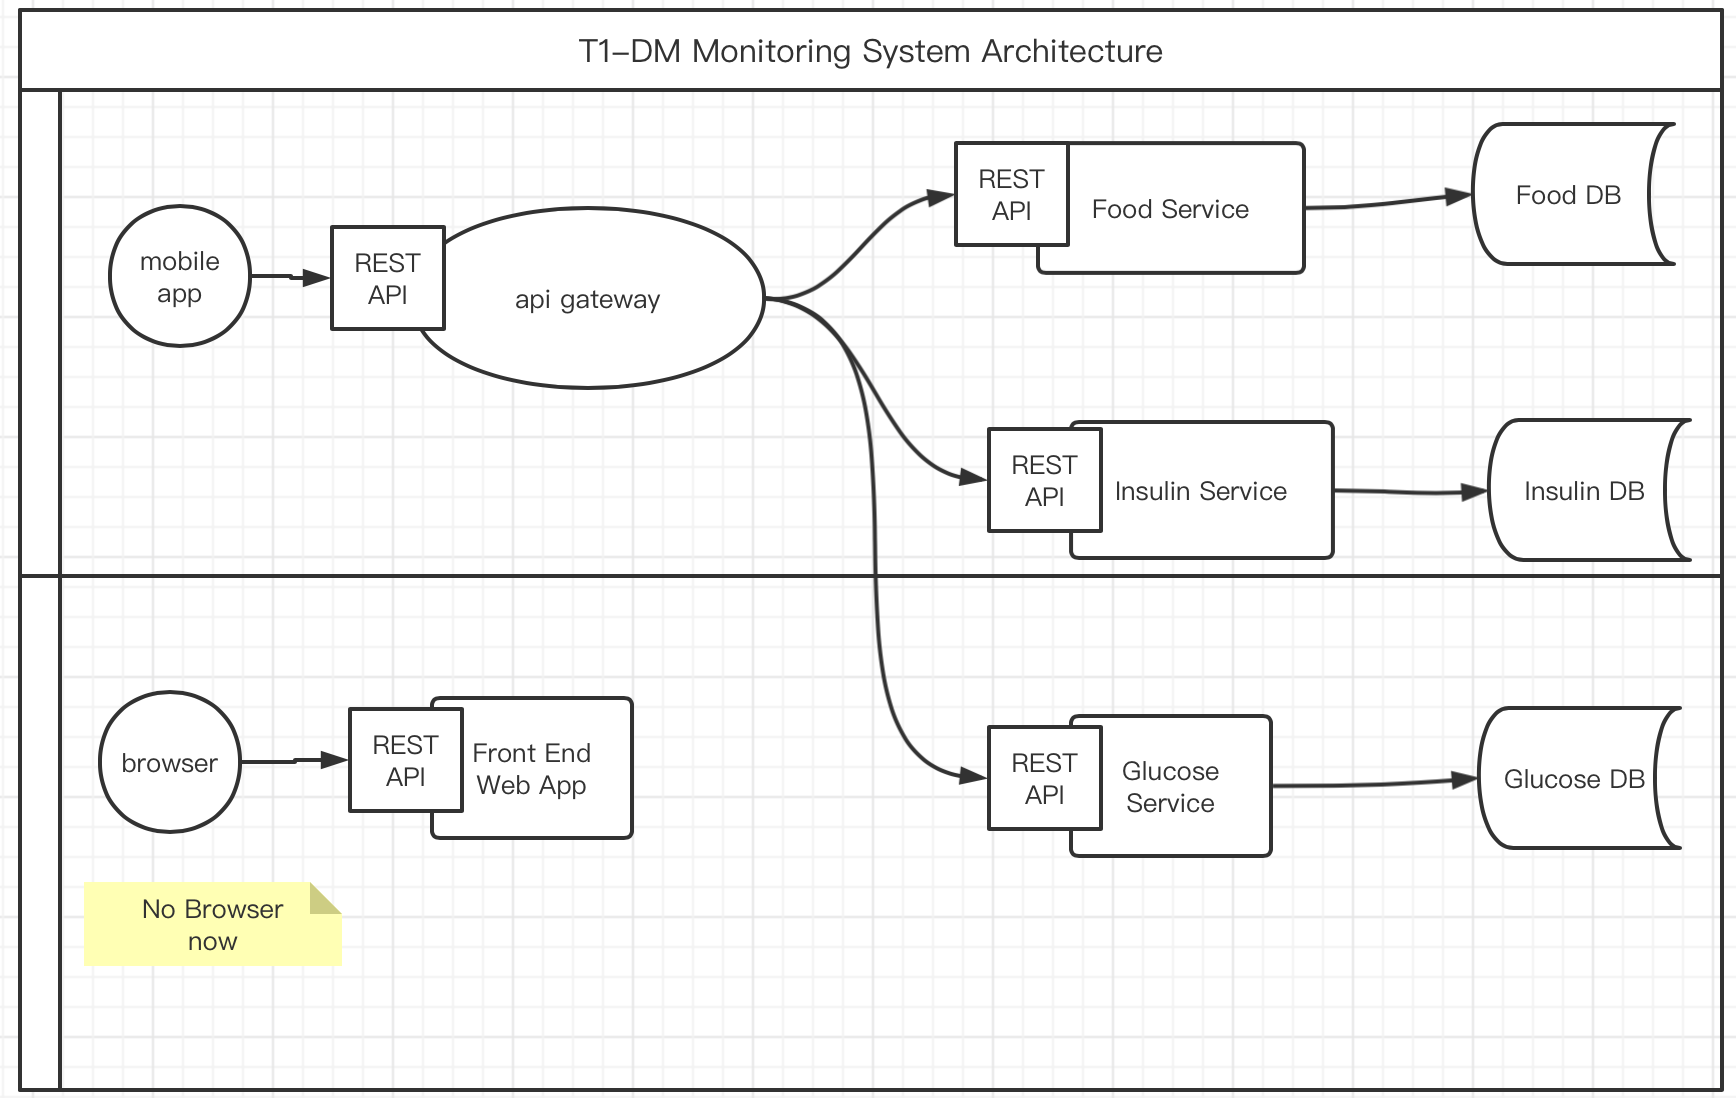 T1-DM Monitoring System Architecture
mobile
app
REST
API
api gateway
REST
API
Food Service
Food DB
REST
API
Insulin Service
Insulin DB
browser
REST
API
Front End
Web App
REST
API
Glucose
Service
Glucose DB
No Browser
now